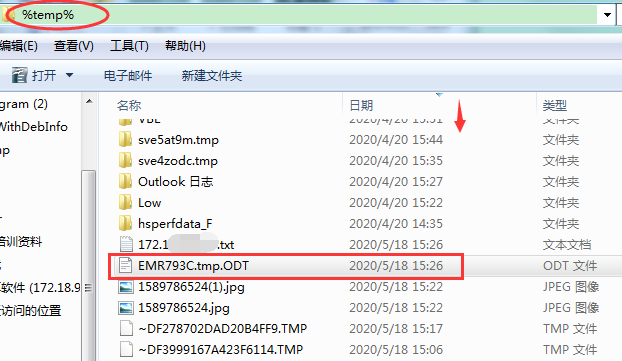 %temp%
编辑(E) 查看(V) 工具(T) 帮助(H)
打开 电子邮件 新建文件夹
名称 日期 类型
gram (2)
VBE 2020/4/20 15:51 文件夹
WithDebInfo
sve5at9m.tmp 2020/4/20 15:44 文件夹
sve4zodc.tmp 2020/4/20 15:35 文件夹
Outlook 日志 2020/4/20 15:27 文件夹
Low 2020/4/20 15:22 文件夹
hsperfdata_F 2020/4/20 14:35 文件夹
培训资料
172.1 .txt 2020/5/18 15:26 文本文档
EMR793C.tmp.ODT 2020/5/18 15:26 ODT 文件
软件 (172.18.9
1589786524(1).jpg 2020/5/18 15:22 JPEG 图像
访问的位置
1589786524.jpg 2020/5/18 15:22 JPEG 图像
~DF278702DAD20B4FF9.TMP 2020/5/18 15:17 TMP 文件
~DF3999167A423F6114.TMP 2020/5/18 15:06 TMP 文件